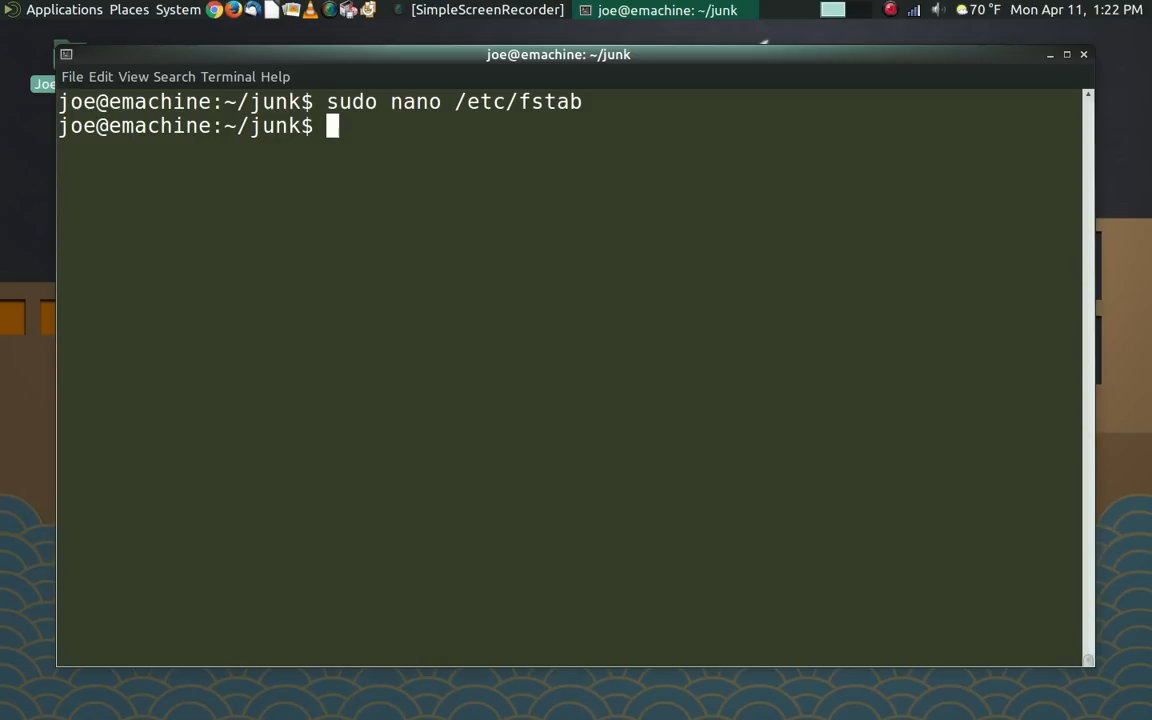 Applications Places System [SimpleScreenRecorder] joe@emachine: ~/junk 70 °F Mon Apr 11, 1:22 PM
Joe
joe@emachine: ~/junk
File Edit View Search Terminal Help
joe@emachine:~/junk$ sudo nano /etc/fstab
joe@emachine:~/junk$